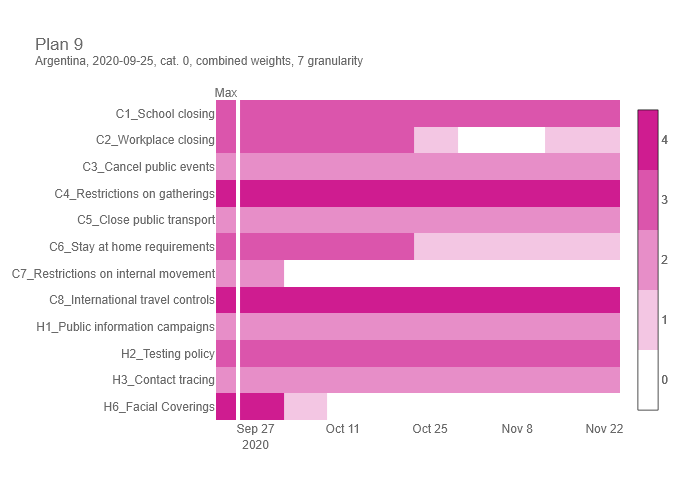 Plan 9
Argentina, 2020-09-25, cat. 0, combined weights, 7 granularity
Max
C1_School closing
C2_Workplace closing
C3_Cancel public events
C4_Restrictions on gatherings
C5_Close public transport
C6_Stay at home requirements
C7_Restrictions on internal movement
C8_International travel controls
H1_Public information campaigns
H2_Testing policy
H3_Contact tracing
H6_Facial Coverings
Sep 27 Oct 11 Oct 25 Nov 8 Nov 22
2020
4
3
2
1
0